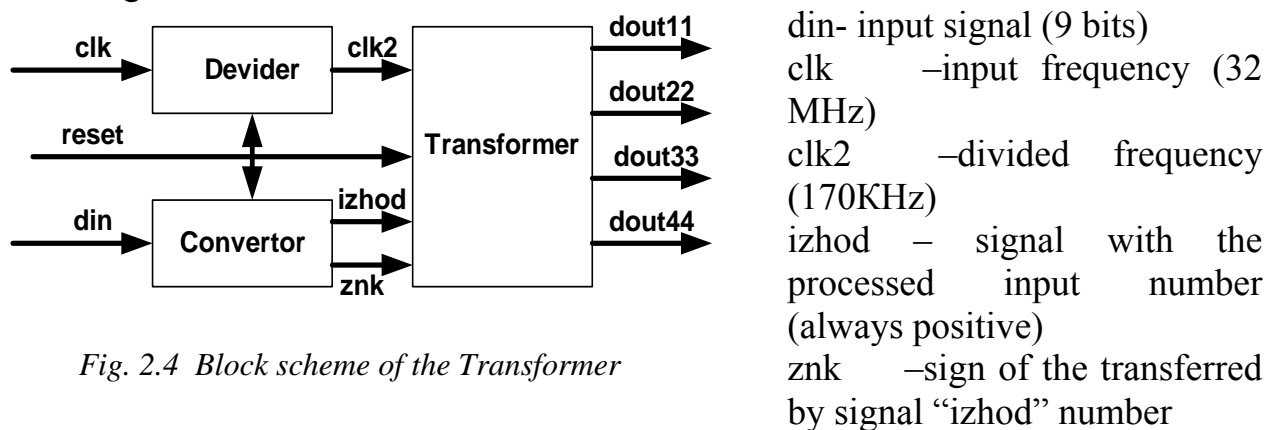 clk
Devider
clk2
reset
din
Convertor
izhod
znk
Transformer
dout11
dout22
dout33
dout44
Fig. 2.4 Block scheme of the Transformer
din- input signal (9 bits)
clk –input frequency (32
MHz)
clk2 –divided frequency
(170KHz)
izhod – signal with the
processed input number
(always positive)
znk –sign of the transferred
by signal “izhod” number